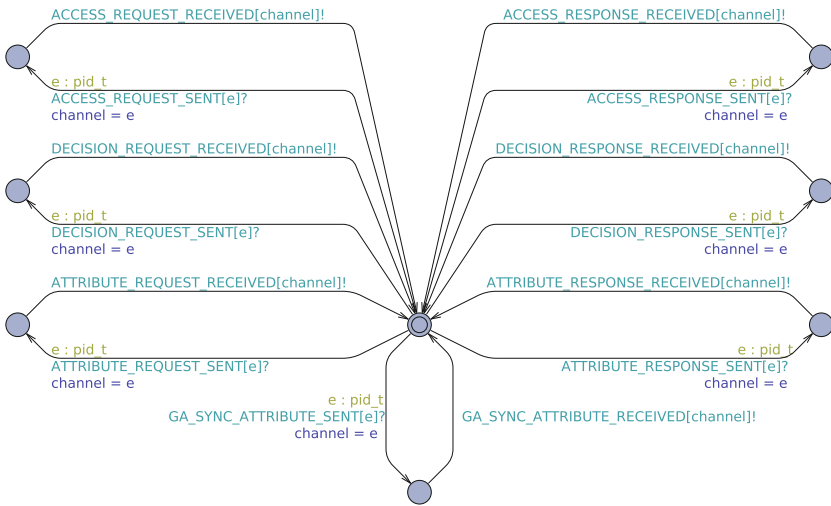 ACCESS_REQUEST_RECEIVED[channel]!
e : pid_t
ACCESS_REQUEST_SENT[e]?
channel = e
ACCESS_RESPONSE_RECEIVED[channel]!
e : pid_t
ACCESS_RESPONSE_SENT[e]?
channel = e
DECISION_REQUEST_RECEIVED[channel]!
e : pid_t
DECISION_REQUEST_SENT[e]?
channel = e
DECISION_RESPONSE_RECEIVED[channel]!
e : pid_t
DECISION_RESPONSE_SENT[e]?
channel = e
ATTRIBUTE_REQUEST_RECEIVED[channel]!
e : pid_t
ATTRIBUTE_REQUEST_SENT[e]?
channel = e
ATTRIBUTE_RESPONSE_RECEIVED[channel]!
e : pid_t
ATTRIBUTE_RESPONSE_SENT[e]?
channel = e
e : pid_t
GA_SYNC_ATTRIBUTE_SENT[e]?
channel = e
GA_SYNC_ATTRIBUTE_RECEIVED[channel]!